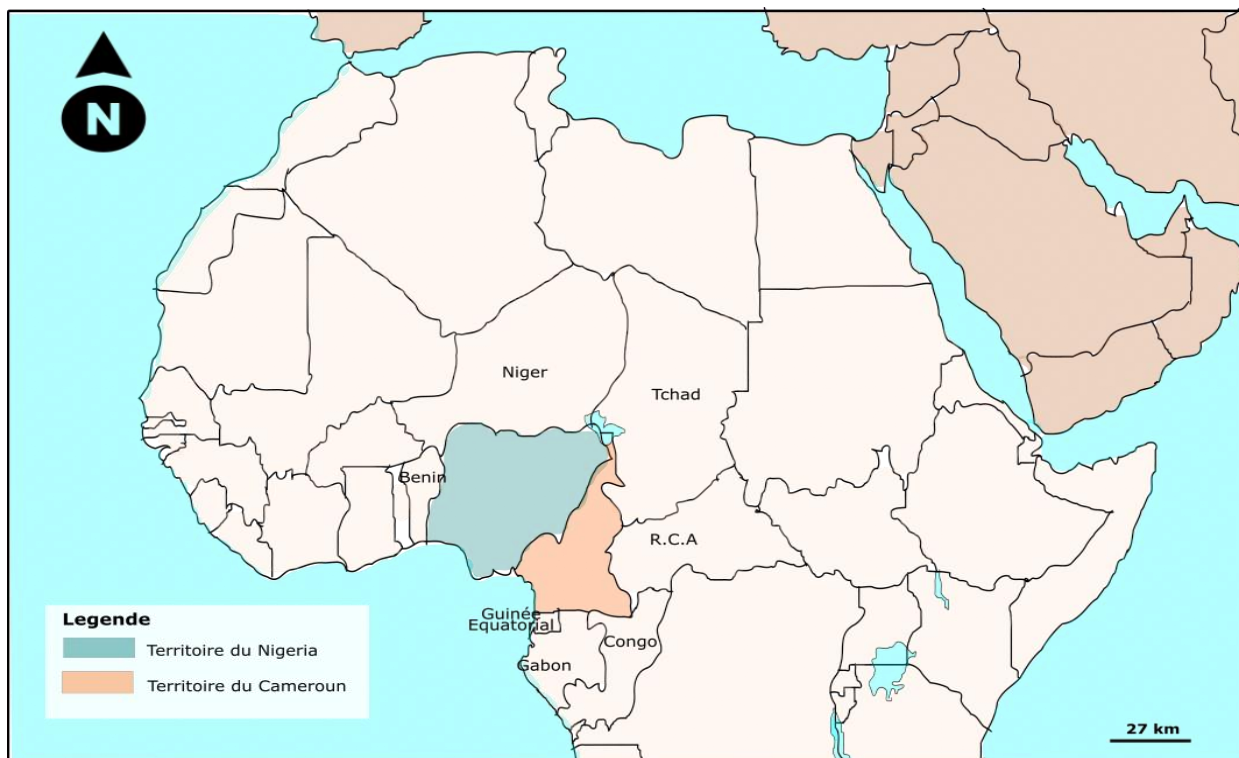 N
Niger
Tchad
Benin
R.C.A
Guinée
Equatorial
Congo
Gabon
Legende
Territoire du Nigeria
Territoire du Cameroun
27 km